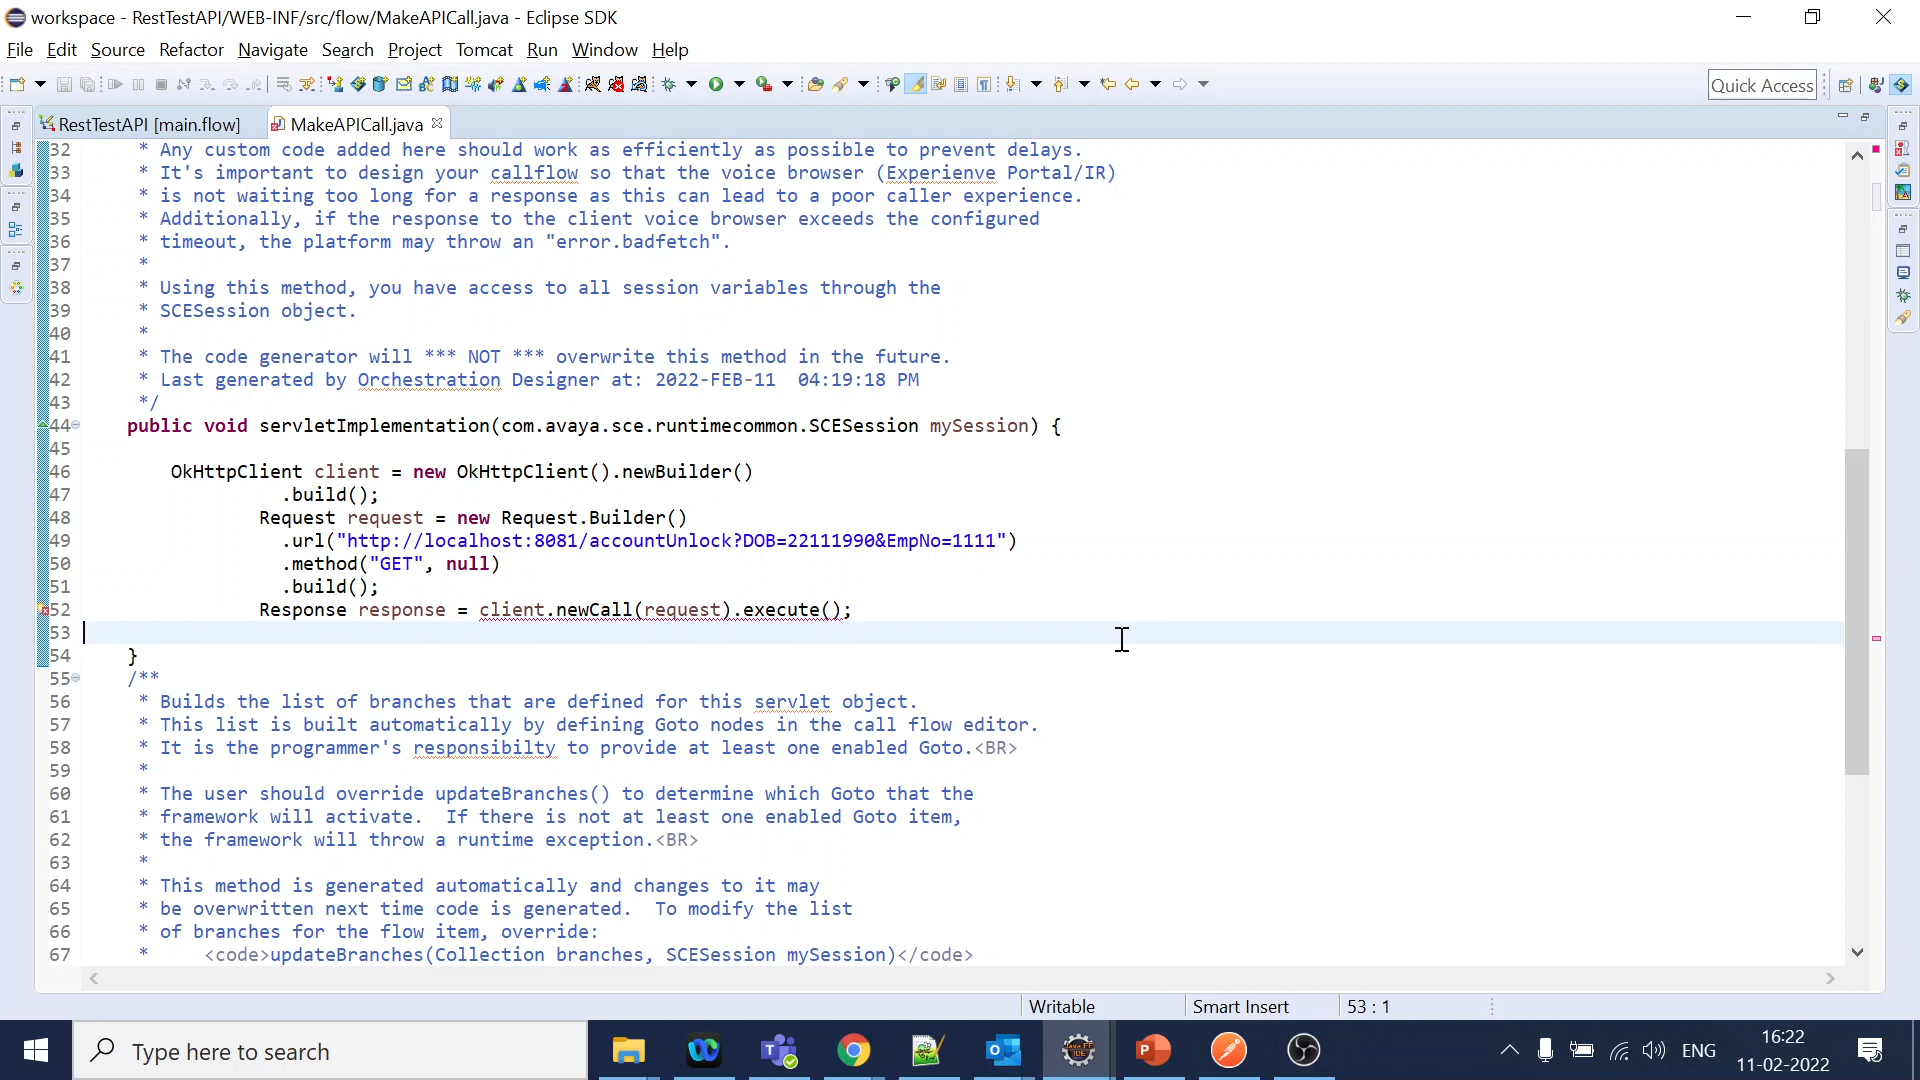 workspace - RestTestAPI/WEB-INF/src/flow/MakeAPICall.java - Eclipse SDK
File Edit Source Refactor Navigate Search Project Tomcat Run Window Help
Quick Access
RestTestAPI [main.flow] MakeAPICall.java
32 * Any custom code added here should work as efficiently as possible to prevent delays.
33 * It's important to design your callflow so that the voice browser (Experienve Portal/IR)
34 * is not waiting too long for a response as this can lead to a poor caller experience.
35 * Additionally, if the response to the client voice browser exceeds the configured
36 * timeout, the platform may throw an "error.badfetch".
37 *
38 * Using this method, you have access to all session variables through the
39 * SCESession object.
40 *
41 * The code generator will *** NOT *** overwrite this method in the future.
42 * Last generated by Orchestration Designer at: 2022-FEB-11  04:19:18 PM
43 */
44 public void servletImplementation(com.avaya.sce.runtimecommon.SCESession mySession) {
45
46 OkHttpClient client = new OkHttpClient().newBuilder()
47 .build();
48 Request request = new Request.Builder()
49 .url("http://localhost:8081/accountUnlock?DOB=22111990&EmpNo=1111")
50 .method("GET", null)
51 .build();
52 Response response = client.newCall(request).execute();
53
54 }
55 /**
56 * Builds the list of branches that are defined for this servlet object.
57 * This list is built automatically by defining Goto nodes in the call flow editor.
58 * It is the programmer's responsibilty to provide at least one enabled Goto.<BR>
59 *
60 * The user should override updateBranches() to determine which Goto that the
61 * framework will activate.  If there is not at least one enabled Goto item,
62 * the framework will throw a runtime exception.<BR>
63 *
64 * This method is generated automatically and changes to it may
65 * be overwritten next time code is generated.  To modify the list
66 * of branches for the flow item, override:
67 * <code>updateBranches(Collection branches, SCESession mySession)</code>
Writable Smart Insert 53 : 1
Type here to search
ENG
16:22
11-02-2022